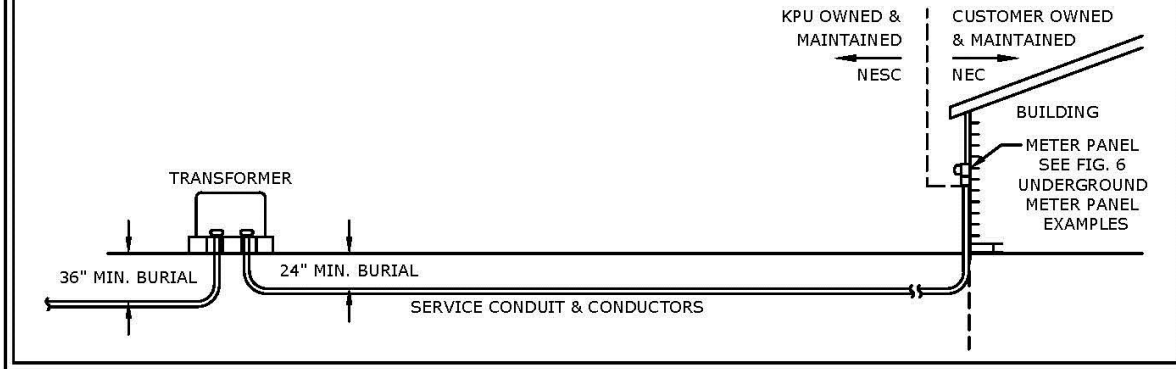 KPU OWNED &
MAINTAINED
NESC
CUSTOMER OWNED
& MAINTAINED
NEC
BUILDING
METER PANEL
SEE FIG. 6
UNDERGROUND
METER PANEL
EXAMPLES
TRANSFORMER
36" MIN. BURIAL
24" MIN. BURIAL
SERVICE CONDUIT & CONDUCTORS